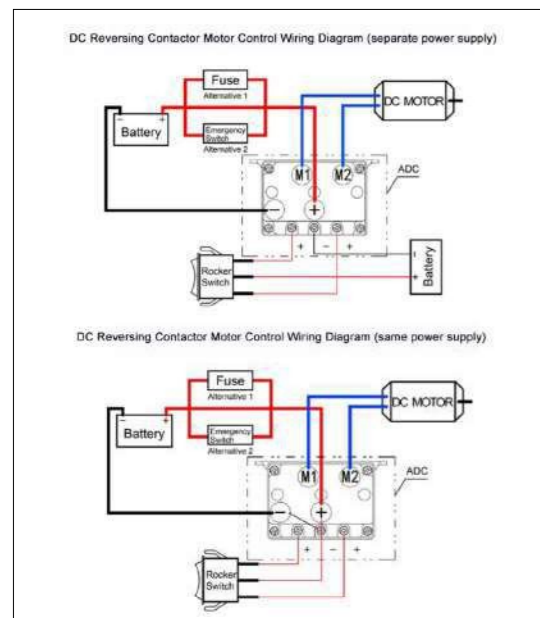 DC Reversing Contactor Motor Control Wiring Diagram (separate power supply)
Fuse
Alternative 1
Battery
- +
Emergency
Switch
Alternative 2
DC MOTOR
M1 M2
ADC
- +
+ - +
Rocker
Switch
Battery
- +
DC Reversing Contactor Motor Control Wiring Diagram (same power supply)
Fuse
Alternative 1
Battery
- +
Emergency
Switch
Alternative 2
DC MOTOR
M1 M2
ADC
- +
+ - +
Rocker
Switch